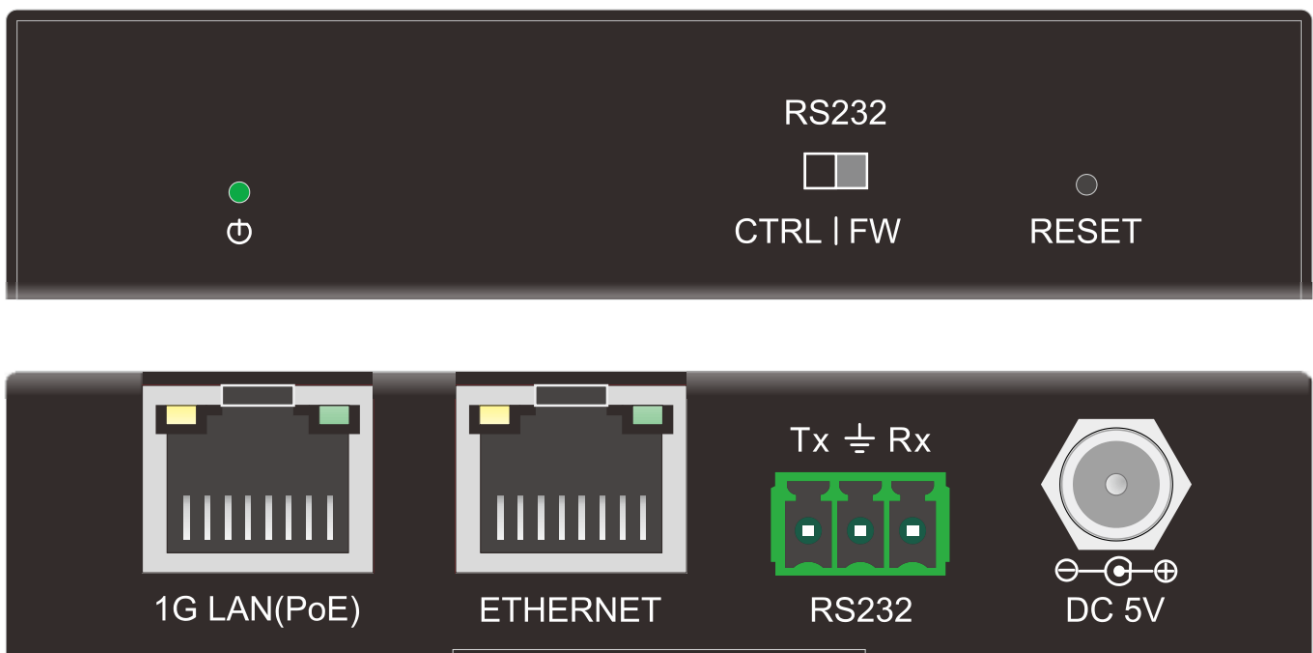 RS232
CTRL | FW
RESET
Tx ⏚ Rx
1G LAN(PoE)
ETHERNET
RS232
DC 5V